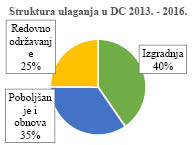 Struktura ulaganja u DC 2013. - 2016.
Redovno
održavanj
e
25%
Izgradnja
40%
Poboljšan
je i
obnova
35%